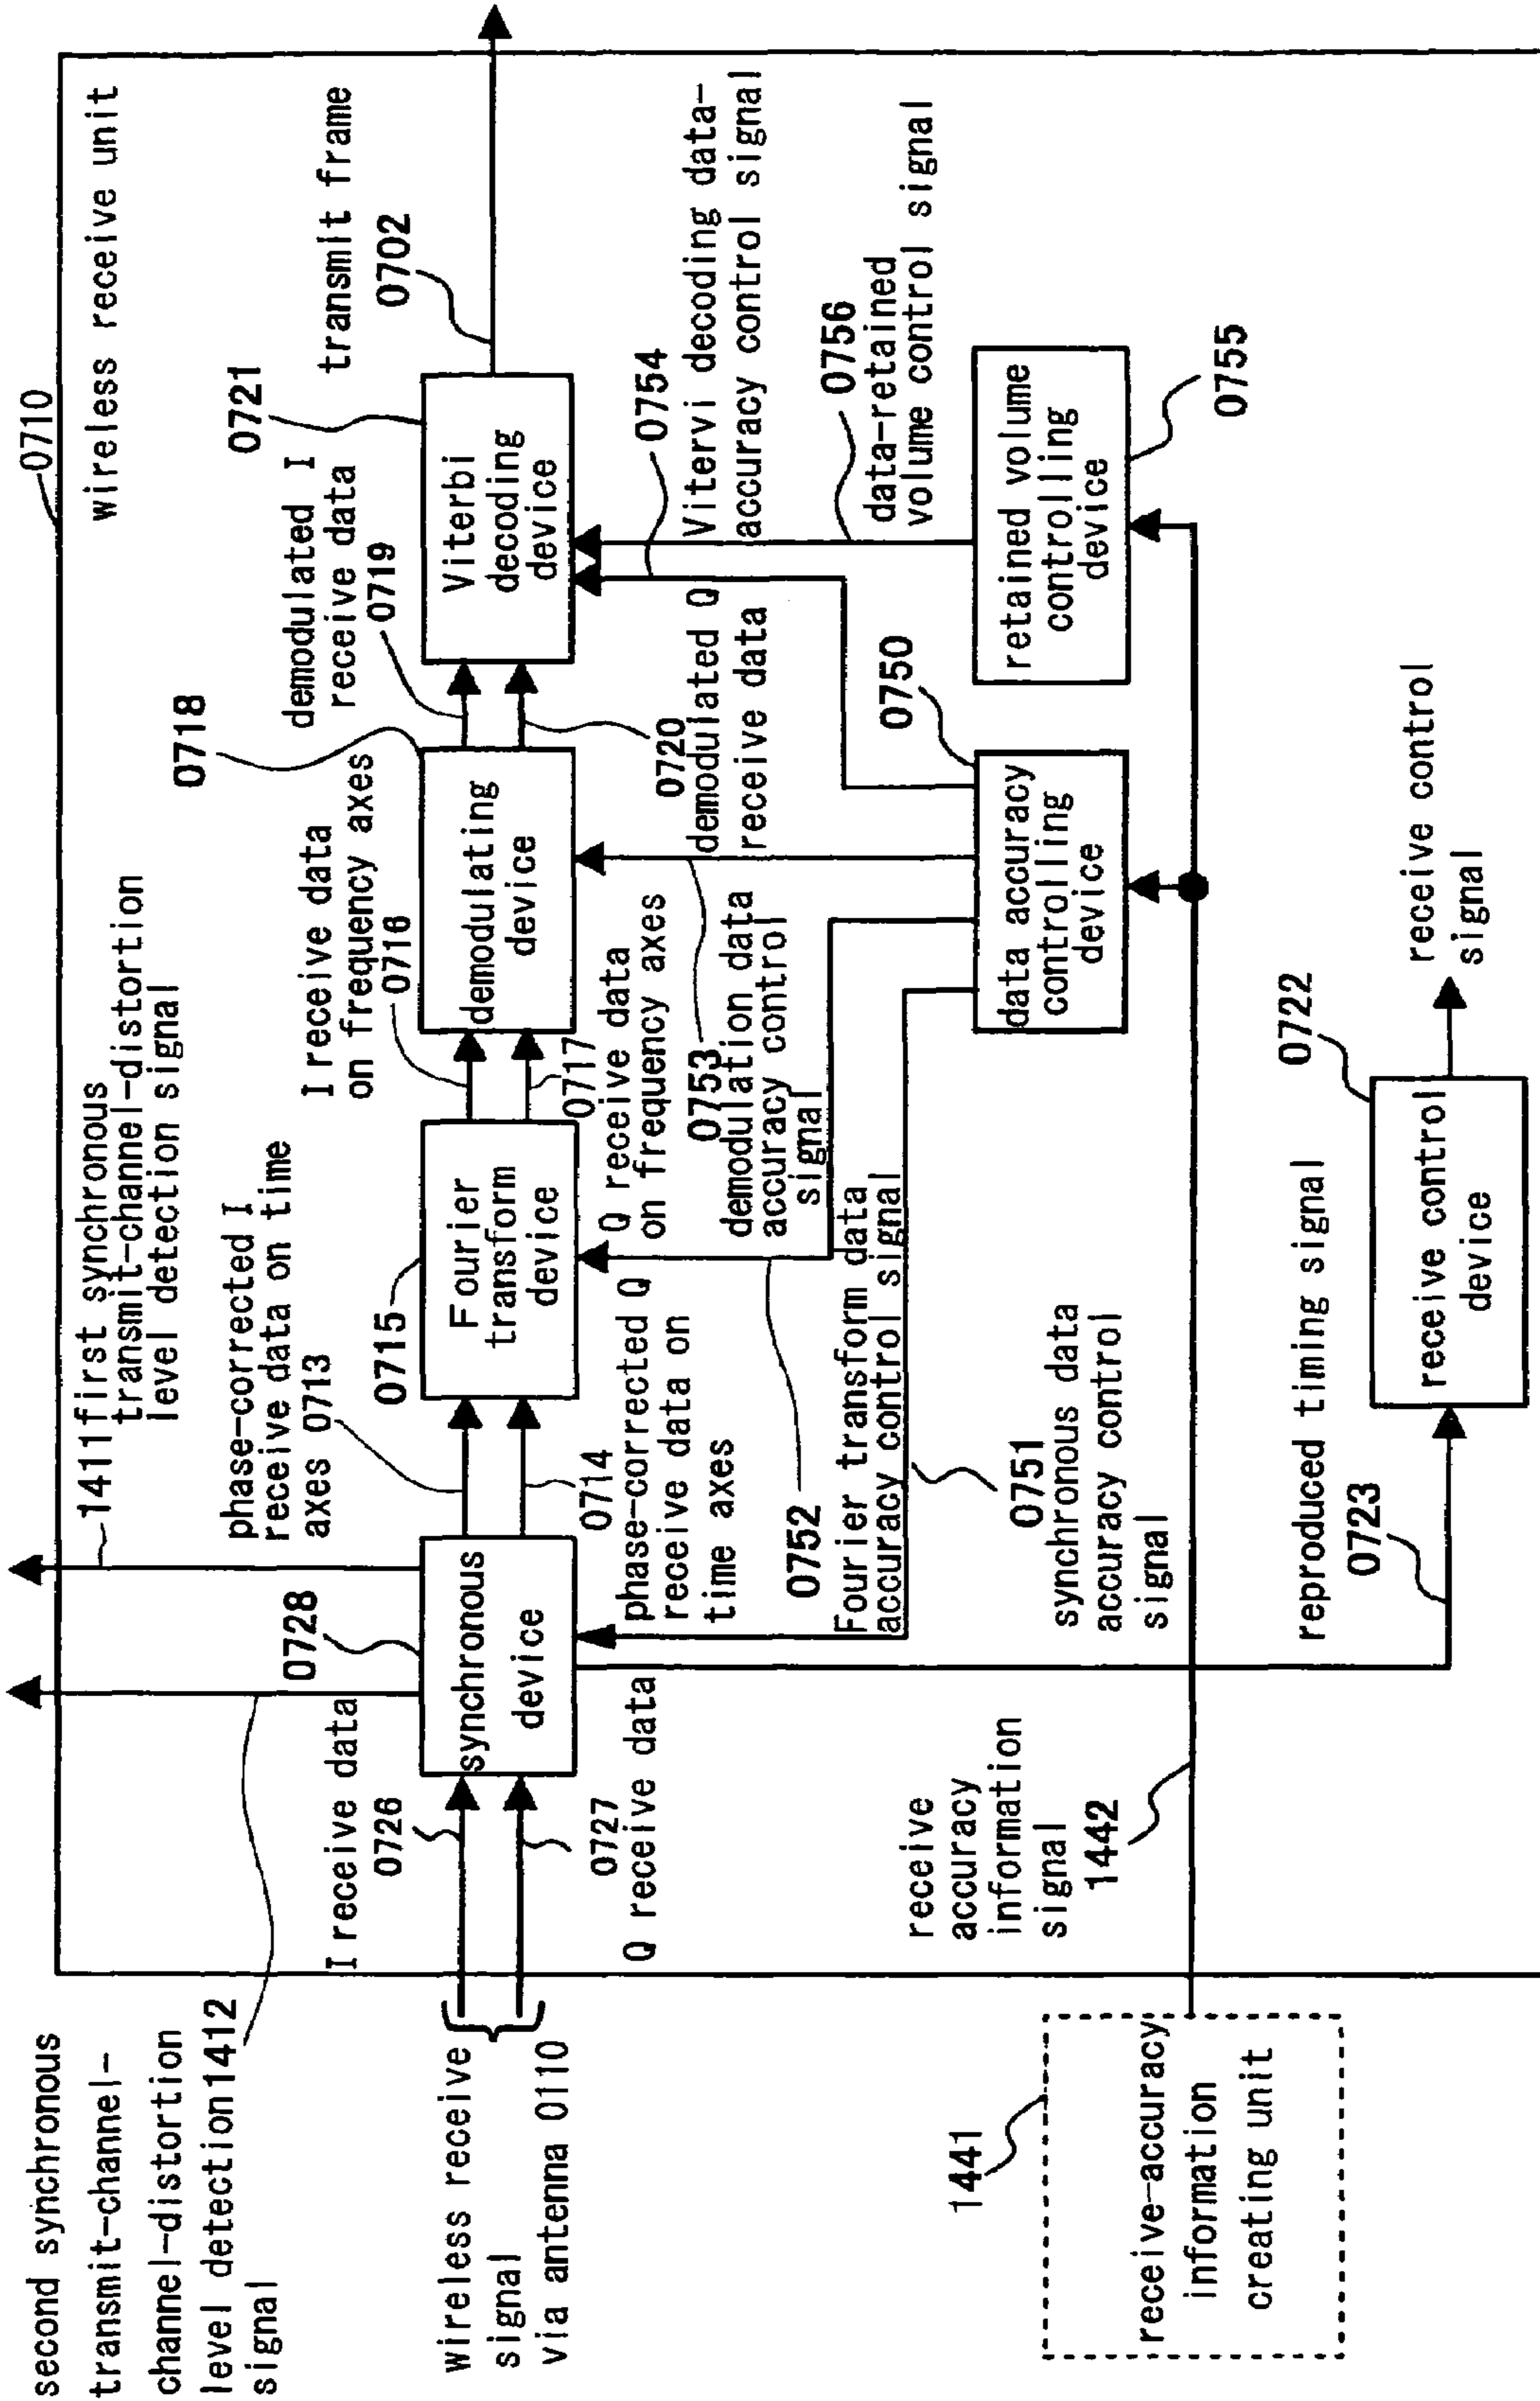 second synchronous
transmit-channel-
channel-distortion
level detection 1412
signal
1411 first synchronous
transmit-channel-distortion
level detection signal
0710
wireless receive unit
phase-corrected I
receive data on time
axes 0713
I receive data
on frequency axes
0716
0718
demodulated I
receive data
0719
0721
transmit frame
0702
I receive data
0726
0728
0715
wireless receive
signal
via antenna 0110
synchronous
device
Fourier
transform
device
demodulating
device
Viterbi
decoding
device
0727
Q receive data
0714
phase-corrected Q
receive data on
time axes
0717
Q receive data
on frequency axes
0720
demodulated Q
receive data
0754
Vitervi decoding data-
accuracy control signal
0753
demodulation data
accuracy control
signal
0756
data-retained
volume control signal
0752
Fourier transform data
accuracy control signal
0750
data accuracy
controlling
device
retained volume
controlling
device
0755
receive
accuracy
information
signal
1442
0751
synchronous data
accuracy control
signal
1441
receive-accuracy
information
creating unit
reproduced timing signal
0723
0722
receive control
device
receive control
signal